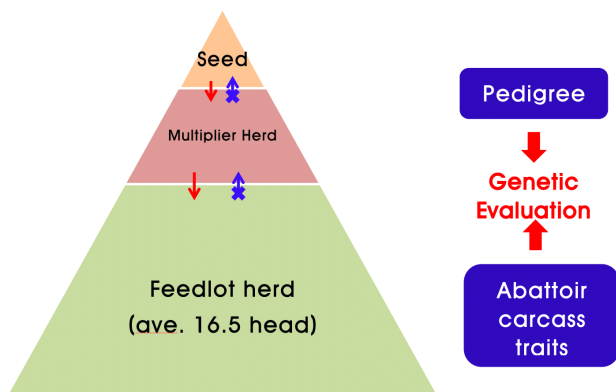 Seed
Multiplier Herd
Feedlot herd
(ave. 16.5 head)
Pedigree
Genetic
Evaluation
Abattoir
carcass
traits